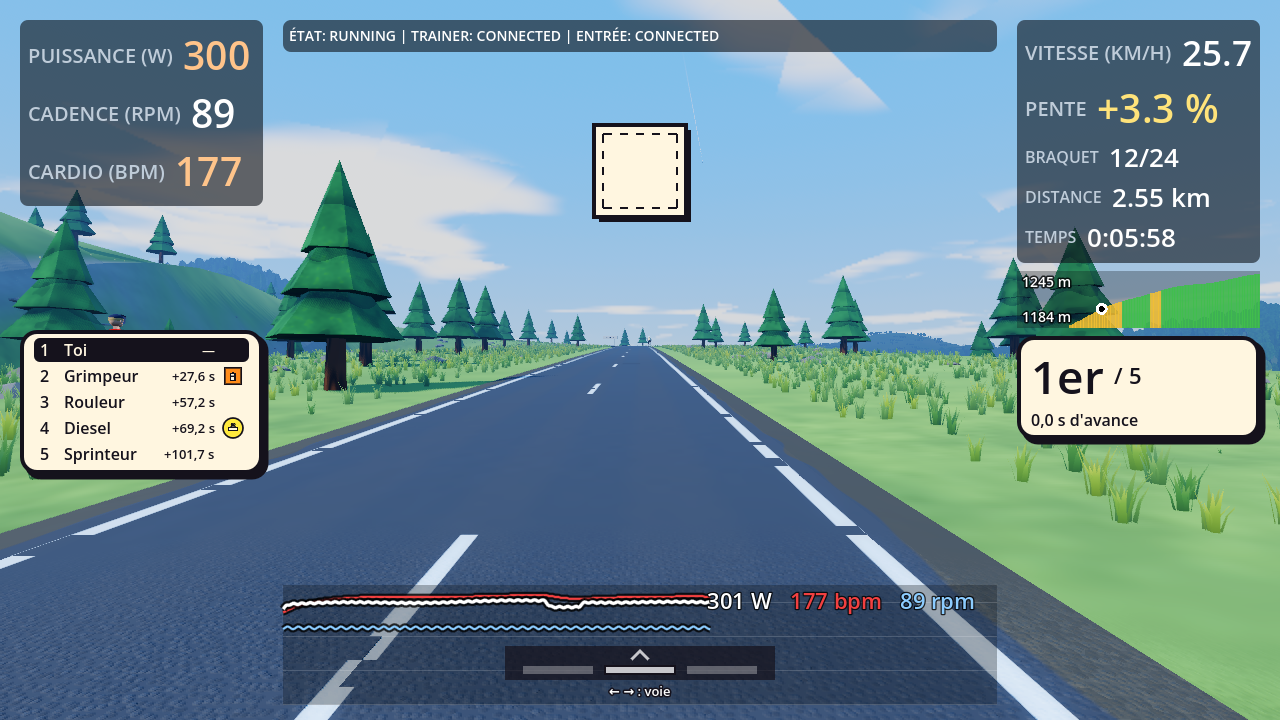 PUISSANCE (W) 300
CADENCE (RPM) 89
CARDIO (BPM) 177
ÉTAT: RUNNING | TRAINER: CONNECTED | ENTRÉE: CONNECTED
VITESSE (KM/H) 25.7
PENTE +3.3 %
BRAQUET 12/24
DISTANCE 2.55 km
TEMPS 0:05:58
1245 m
1184 m
1 Toi —
2 Grimpeur +27,6 s
3 Rouleur +57,2 s
4 Diesel +69,2 s
5 Sprinteur +101,7 s
1er / 5
0,0 s d'avance
301 W 177 bpm 89 rpm
← → : voie